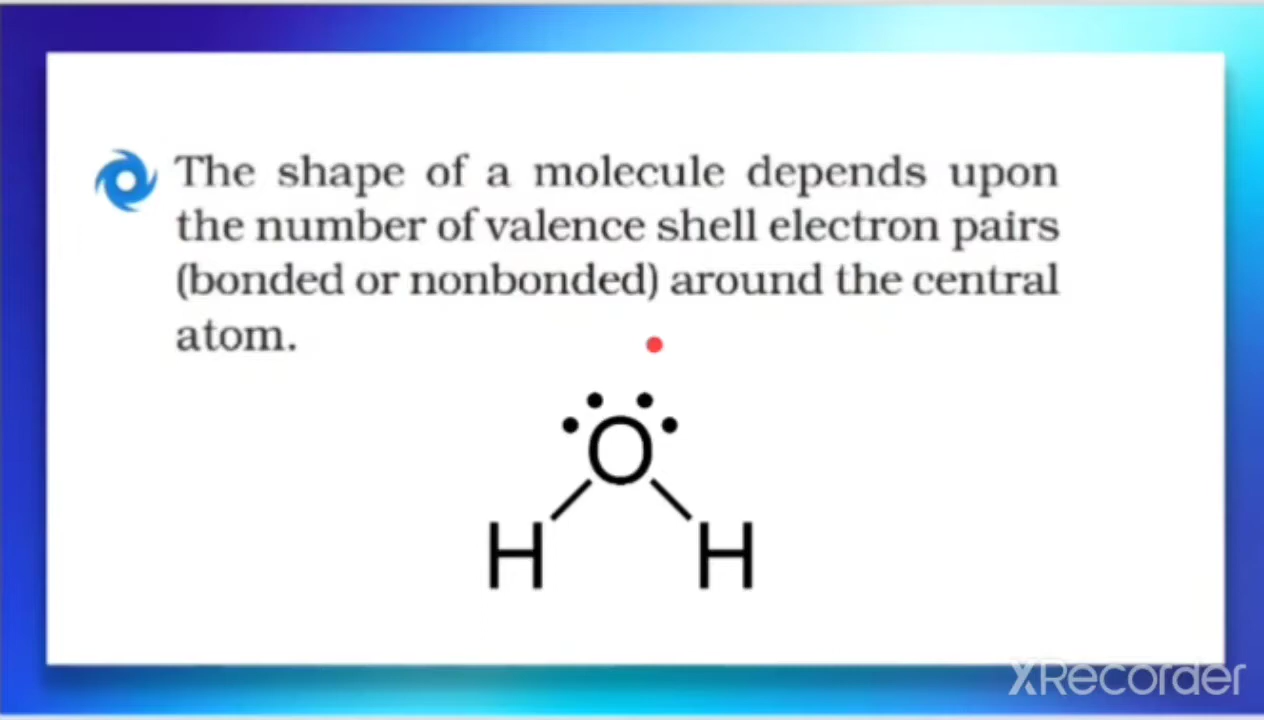 The shape of a molecule depends upon
the number of valence shell electron pairs
(bonded or nonbonded) around the central
atom.
O
H H
XRecorder